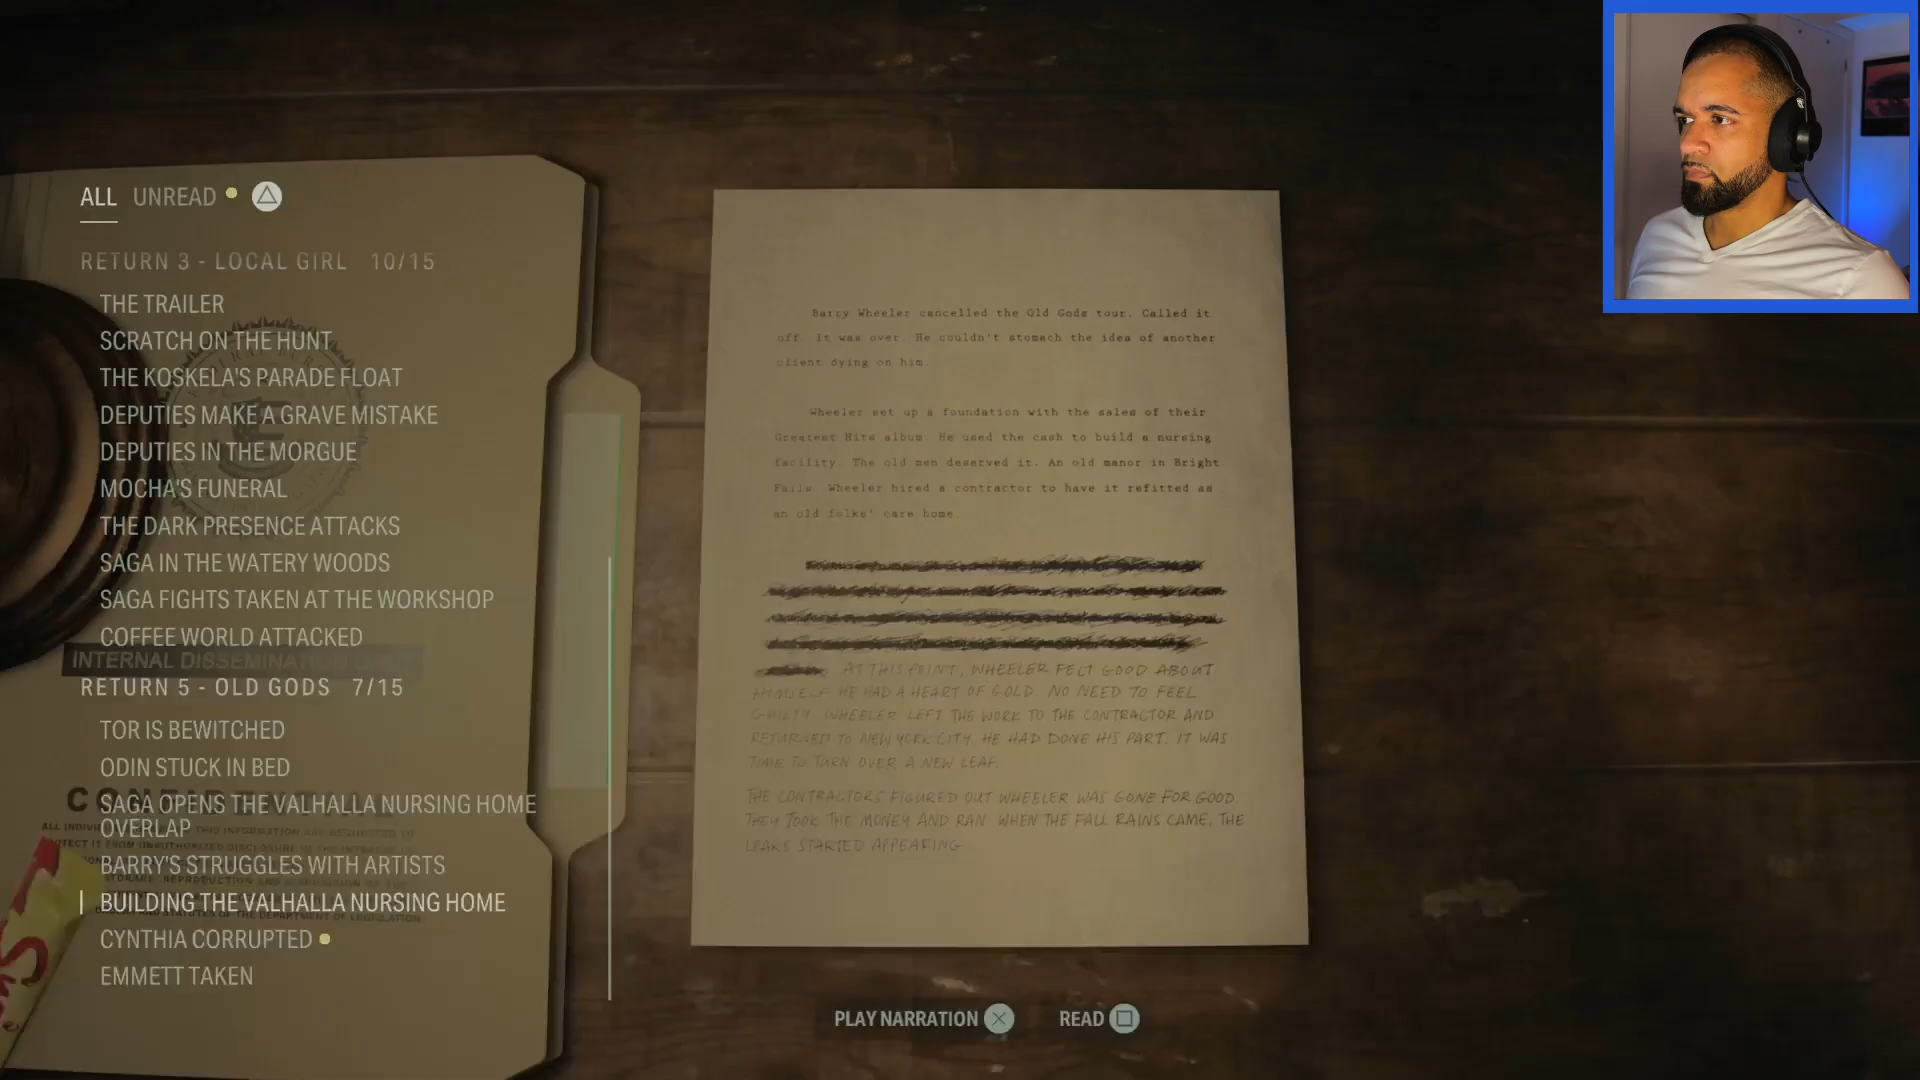 ALL UNREAD
RETURN 3 - LOCAL GIRL 10/15
THE TRAILER
SCRATCH ON THE HUNT
THE KOSKELA'S PARADE FLOAT
DEPUTIES MAKE A GRAVE MISTAKE
DEPUTIES IN THE MORGUE
MOCHA'S FUNERAL
THE DARK PRESENCE ATTACKS
SAGA IN THE WATERY WOODS
SAGA FIGHTS TAKEN AT THE WORKSHOP
COFFEE WORLD ATTACKED
INTERNAL DISSEMINATION
RETURN 5 - OLD GODS 7/15
TOR IS BEWITCHED
ODIN STUCK IN BED
CONFIDENTIAL
SAGA OPENS THE VALHALLA NURSING HOME
OVERLAP
BARRY'S STRUGGLES WITH ARTISTS
BUILDING THE VALHALLA NURSING HOME
CYNTHIA CORRUPTED
EMMETT TAKEN
Barry Wheeler cancelled the Old Gods tour. Called it
off. It was over. He couldn't stomach the idea of another
client dying on him.
Wheeler set up a foundation with the sales of their
Greatest Hits album. He used the cash to build a nursing
facility. The old men deserved it. An old manor in Bright
Falls. Wheeler hired a contractor to have it refitted as
an old folks' care home.
AT THIS POINT, WHEELER FELT GOOD ABOUT
HIMSELF. HE HAD A HEART OF GOLD. NO NEED TO FEEL
GUILTY. WHEELER LEFT THE WORK TO THE CONTRACTOR AND
RETURNED TO NEW YORK CITY. HE HAD DONE HIS PART. IT WAS
TIME TO TURN OVER A NEW LEAF.
THE CONTRACTORS FIGURED OUT WHEELER WAS GONE FOR GOOD.
THEY TOOK THE MONEY AND RAN. WHEN THE FALL RAINS CAME, THE
LEAKS STARTED APPEARING.
PLAY NARRATION READ